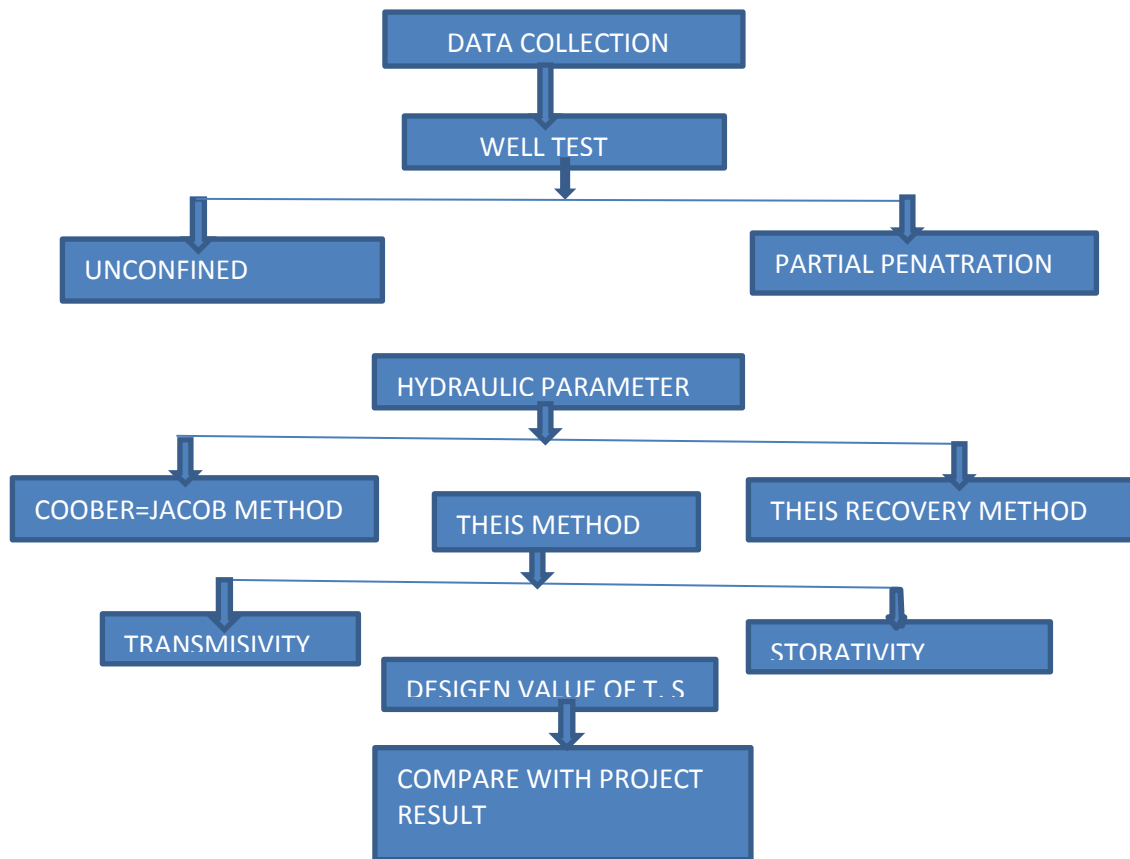 DATA COLLECTION
WELL TEST
UNCONFINED
PARTIAL PENATRATION
HYDRAULIC PARAMETER
COOBER=JACOB METHOD
THEIS METHOD
THEIS RECOVERY METHOD
TRANSMISIVITY
STORATIVITY
DESIGEN VALUE OF T, S
COMPARE WITH PROJECT
RESULT